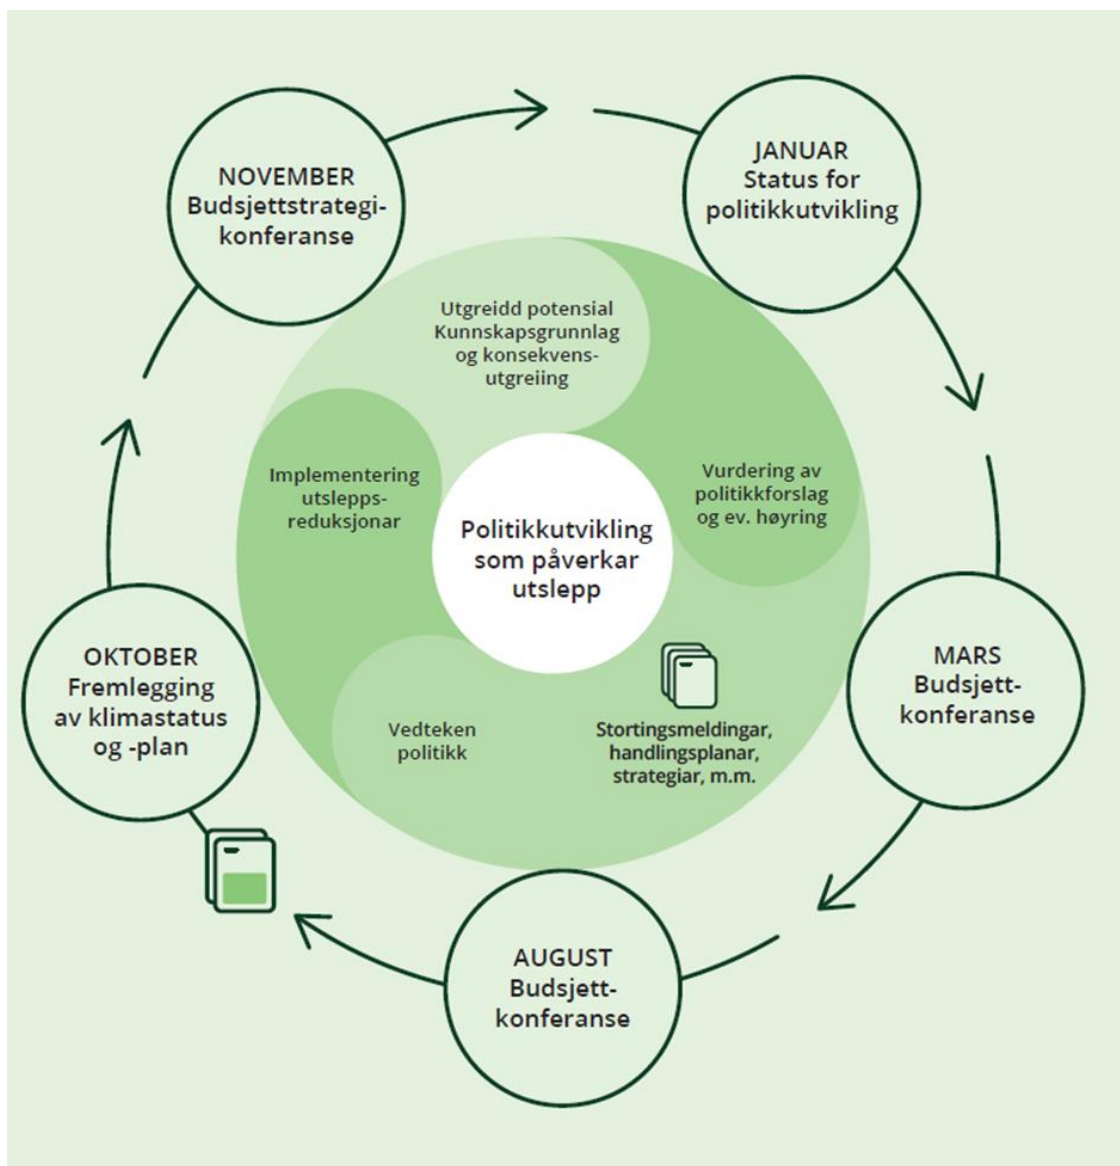 NOVEMBER
Budsjettstrategi-
konferanse
JANUAR
Status for
politikkutvikling
MARS
Budsjett-
konferanse
AUGUST
Budsjett-
konferanse
OKTOBER
Fremlegging
av klimastatus
og -plan
Utgreidd potensial
Kunnskapsgrunnlag
og konsekvens-
utgreiing
Vurdering av
politikkforslag
og ev. høyring
Stortingsmeldingar,
handlingsplanar,
strategiar, m.m.
Vedteken
politikk
Implementering
utslepps-
reduksjonar
Politikkutvikling
som påverkar
utslepp